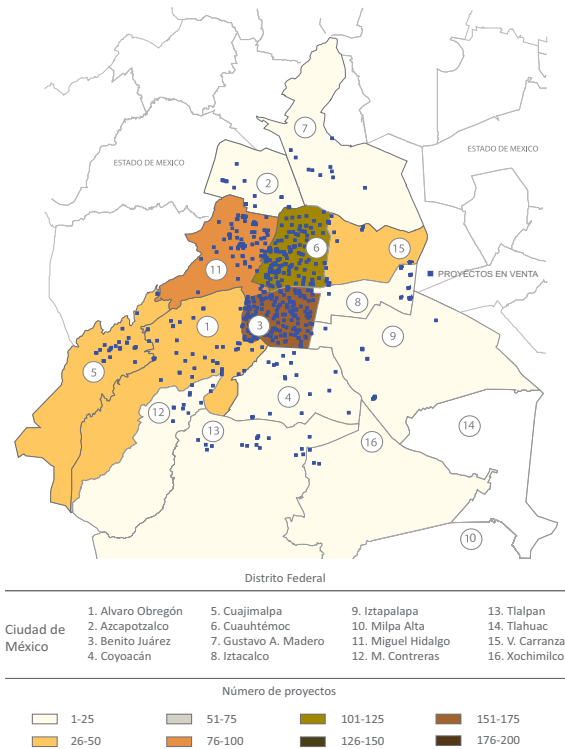 7
ESTADO DE MEXICO
ESTADO DE MEXICO
2
6
15
11
PROYECTOS EN VENTA
8
1
3
9
5
4
12
13
14
16
10
Distrito Federal
Ciudad de México
1. Alvaro Obregón
2. Azcapotzalco
3. Benito Juárez
4. Coyoacán
5. Cuajimalpa
6. Cuauhtémoc
7. Gustavo A. Madero
8. Iztacalco
9. Iztapalapa
10. Milpa Alta
11. Miguel Hidalgo
12. M. Contreras
13. Tlalpan
14. Tlahuac
15. V. Carranza
16. Xochimilco
Número de proyectos
1-25
51-75
101-125
151-175
26-50
76-100
126-150
176-200